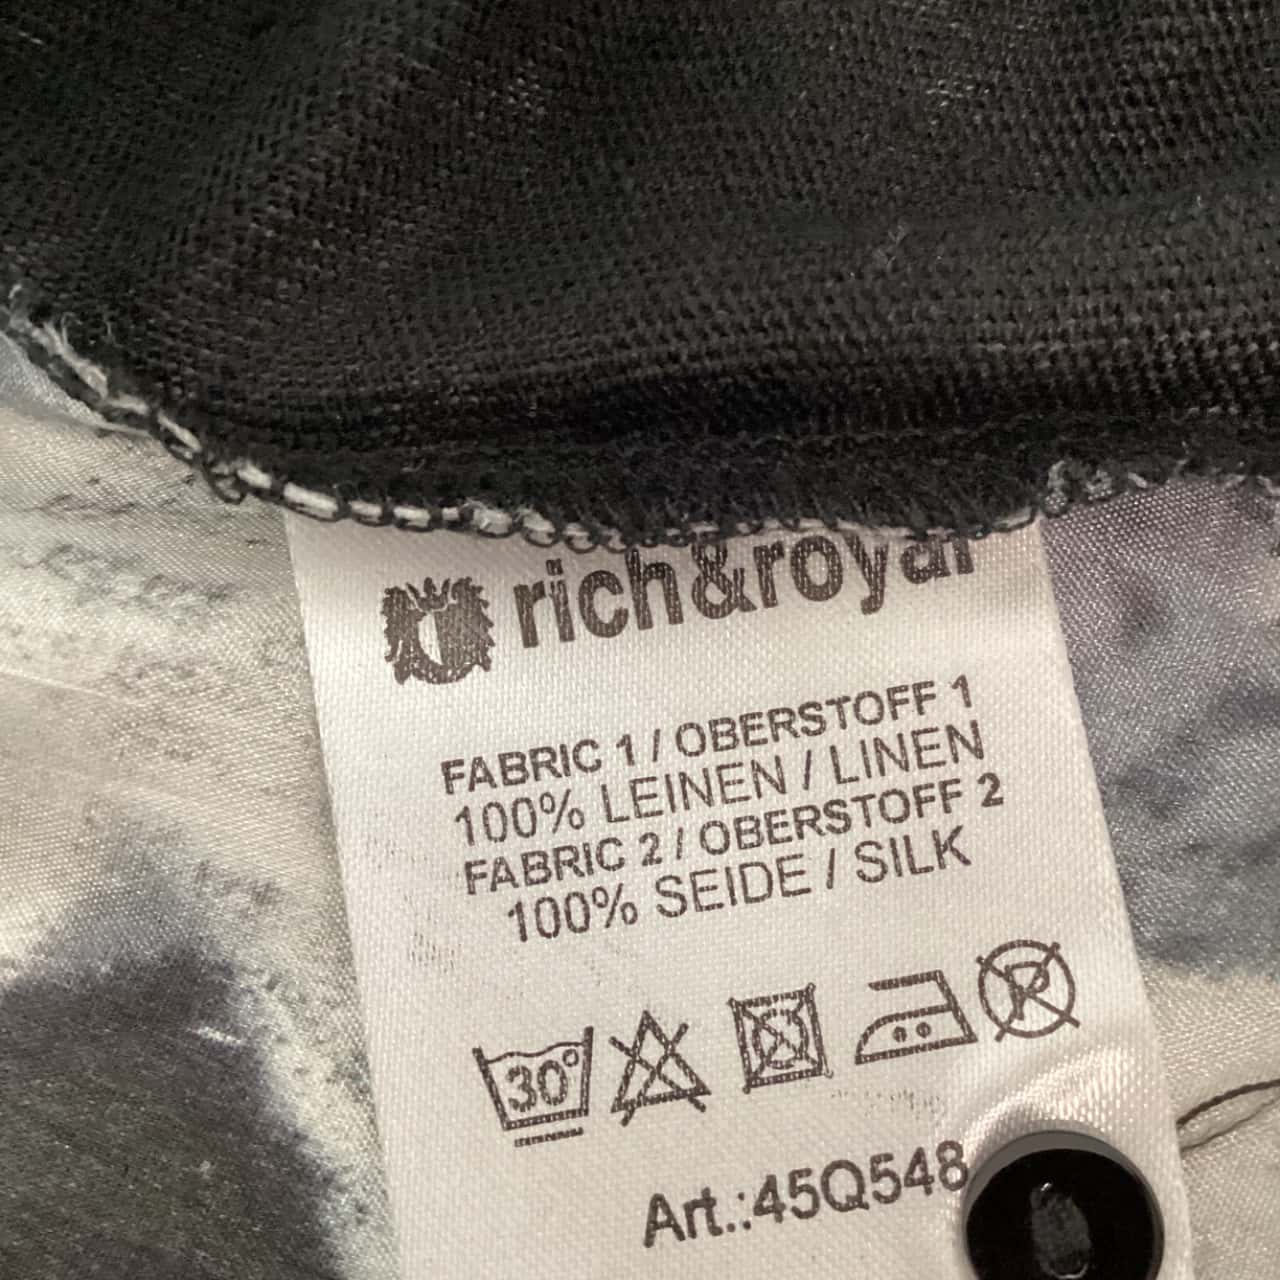 rich&royal
FABRIC 1 / OBERSTOFF 1
100% LEINEN / LINEN
FABRIC 2 / OBERSTOFF 2
100% SEIDE / SILK
30°
P
Art.:45Q548